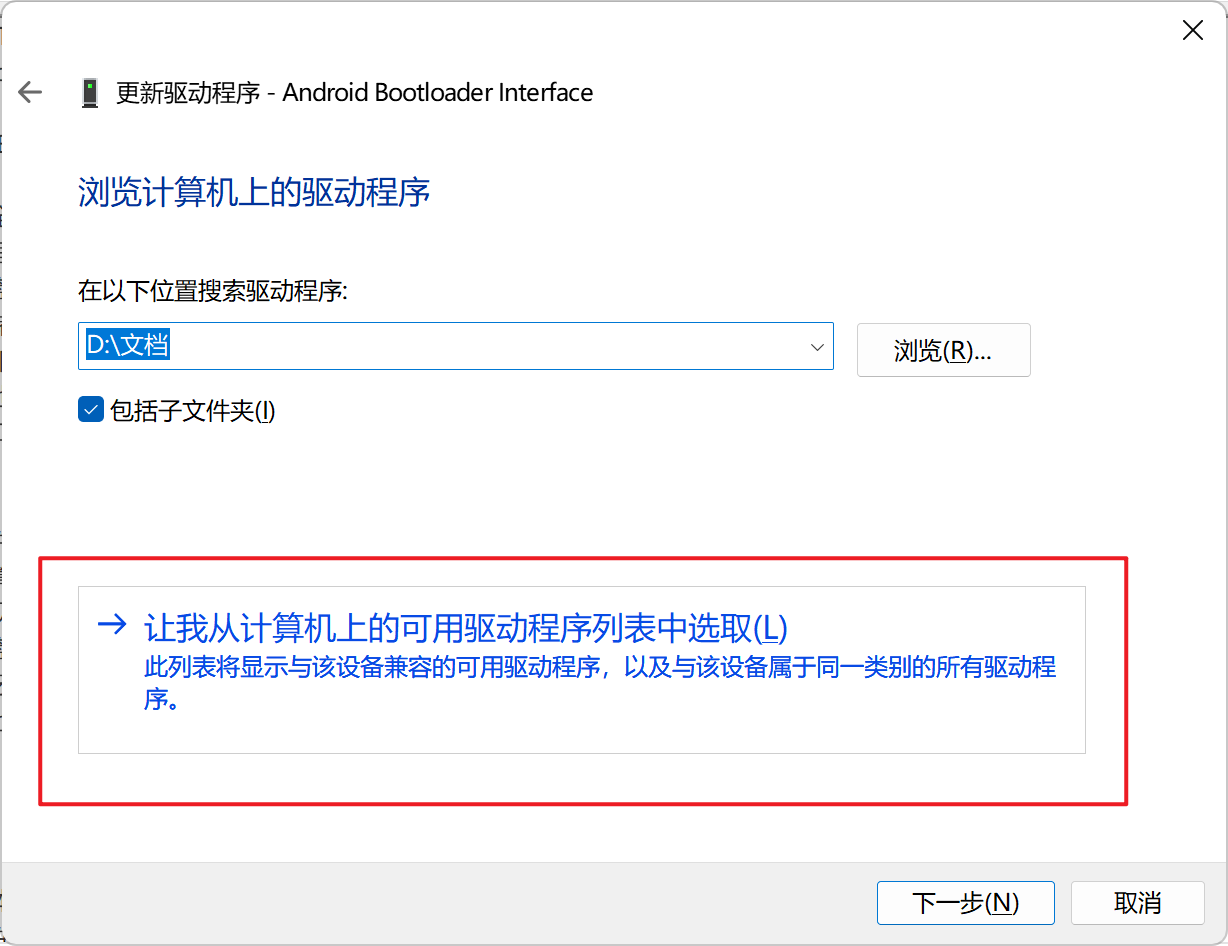 更新驱动程序 - Android Bootloader Interface
浏览计算机上的驱动程序
在以下位置搜索驱动程序:
D:\文档
浏览(R)...
包括子文件夹(I)
让我从计算机上的可用驱动程序列表中选取(L)
此列表将显示与该设备兼容的可用驱动程序，以及与该设备属于同一类别的所有驱动程
序。
下一步(N)
取消